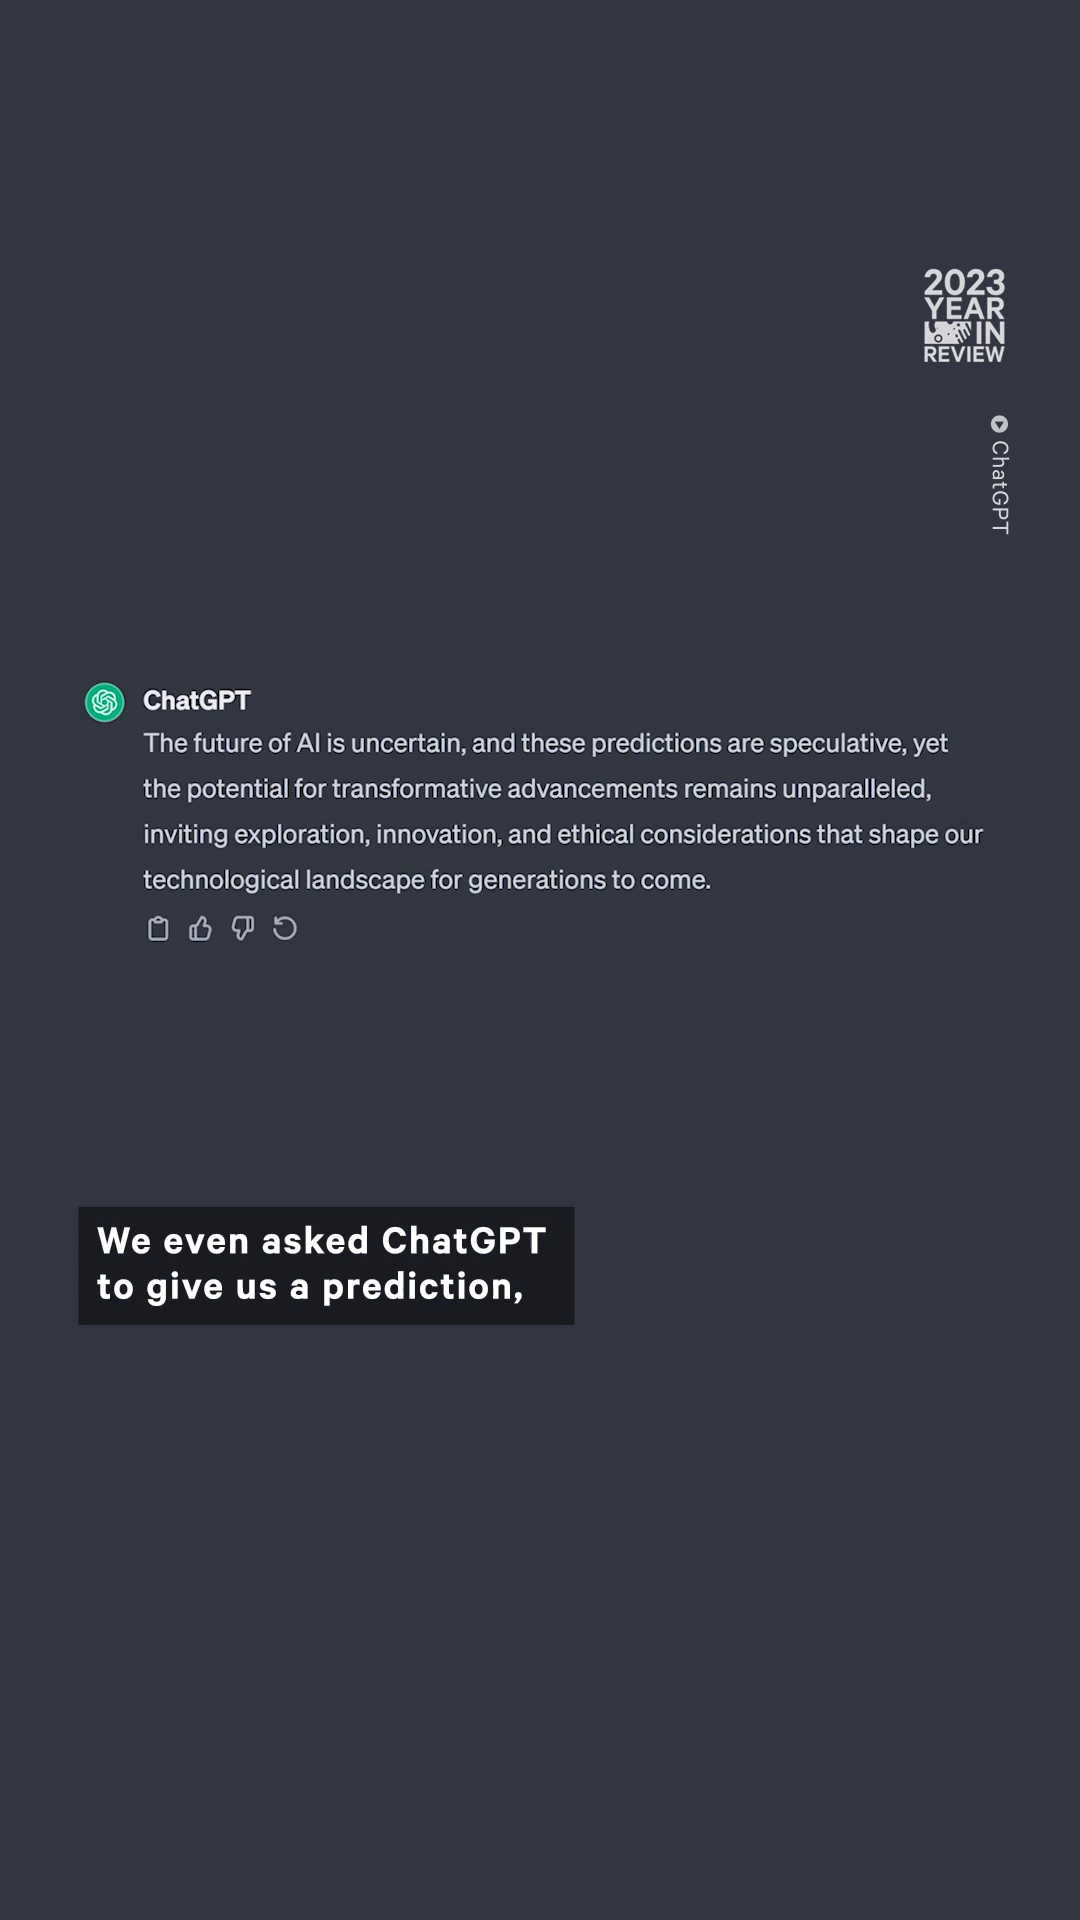 2023
YEAR
IN
REVIEW
ChatGPT
ChatGPT
The future of AI is uncertain, and these predictions are speculative, yet
the potential for transformative advancements remains unparalleled,
inviting exploration, innovation, and ethical considerations that shape our
technological landscape for generations to come.
We even asked ChatGPT
to give us a prediction,